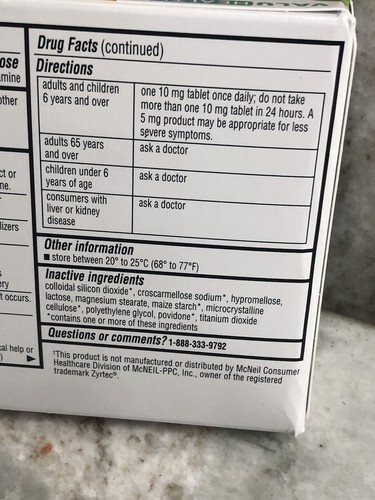 Drug Facts (continued)
Directions
adults and children
6 years and over
one 10 mg tablet once daily; do not take
more than one 10 mg tablet in 24 hours. A
5 mg product may be appropriate for less
severe symptoms.
adults 65 years
and over
ask a doctor
children under 6
years of age
ask a doctor
consumers with
liver or kidney
disease
ask a doctor
Other information
■ store between 20° to 25°C (68° to 77°F)
Inactive ingredients
colloidal silicon dioxide*, croscarmellose sodium*, hypromellose,
lactose, magnesium stearate, maize starch*, microcrystalline
cellulose*, polyethylene glycol, povidone*, titanium dioxide
*contains one or more of these ingredients
Questions or comments? 1-888-333-9792
†This product is not manufactured or distributed by McNeil Consumer
Healthcare Division of McNEIL-PPC, Inc., owner of the registered
trademark Zyrtec®.